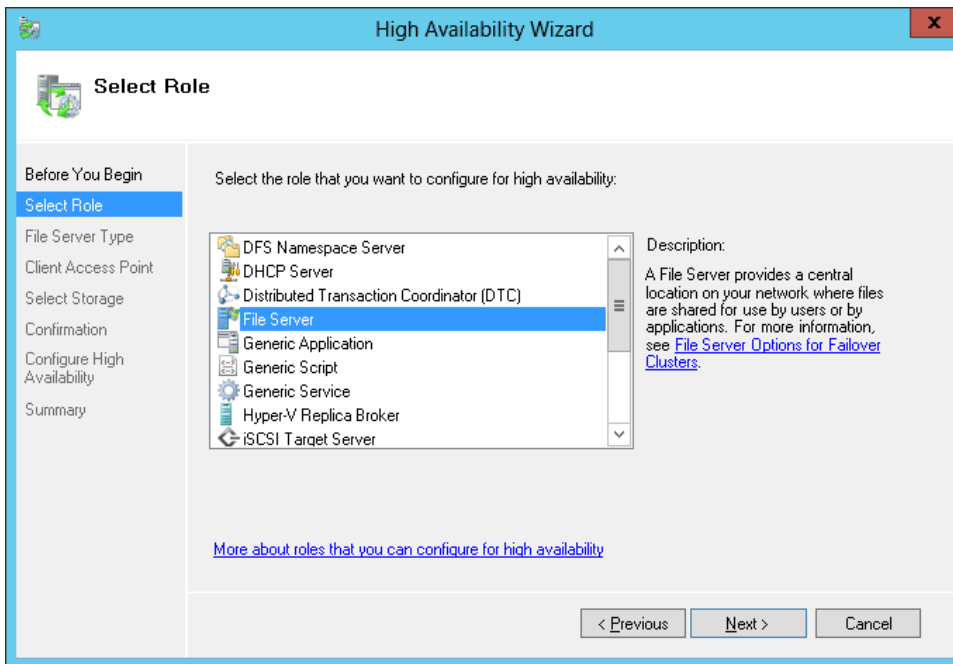 High Availability Wizard
x
Select Role
Before You Begin
Select Role
File Server Type
Client Access Point
Select Storage
Confirmation
Configure High
Availability
Summary
Select the role that you want to configure for high availability:
DFS Namespace Server
DHCP Server
Distributed Transaction Coordinator (DTC)
File Server
Generic Application
Generic Script
Generic Service
Hyper-V Replica Broker
iSCSI Target Server
Description:
A File Server provides a central
location on your network where files
are shared for use by users or by
applications. For more information,
see File Server Options for Failover
Clusters.
More about roles that you can configure for high availability
< Previous
Next >
Cancel